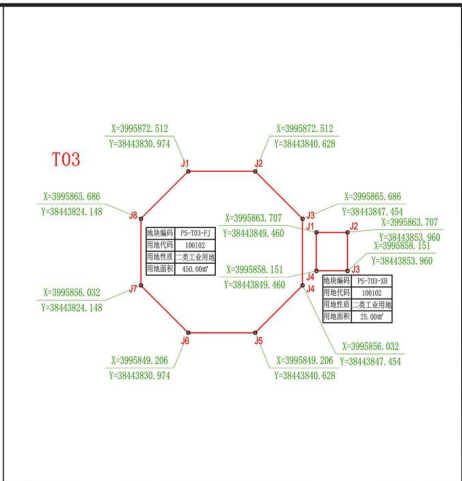 X=3995872.512
Y=38443830.974
X=3995872.512
Y=38443840.628
T03
J1
J2
X=3995865.686
Y=38443824.148
J8
X=3995865.686
Y=38443847.454
J3
X=3995863.707
Y=38443849.460
J1
J2
X=3995863.707
Y=38443853.960
地块编码 PS-T03-FJ
用地代码 100102
用地性质 二类工业用地
用地面积 450.00㎡
X=3995858.151
Y=38443853.960
X=3995858.151
Y=38443849.460
J4
J3
地块编码 PS-T03-XB
用地代码 100102
用地性质 二类工业用地
用地面积 25.00㎡
X=3995856.032
Y=38443824.148
J7
J4
X=3995856.032
Y=38443847.454
J6
J5
X=3995849.206
Y=38443830.974
X=3995849.206
Y=38443840.628